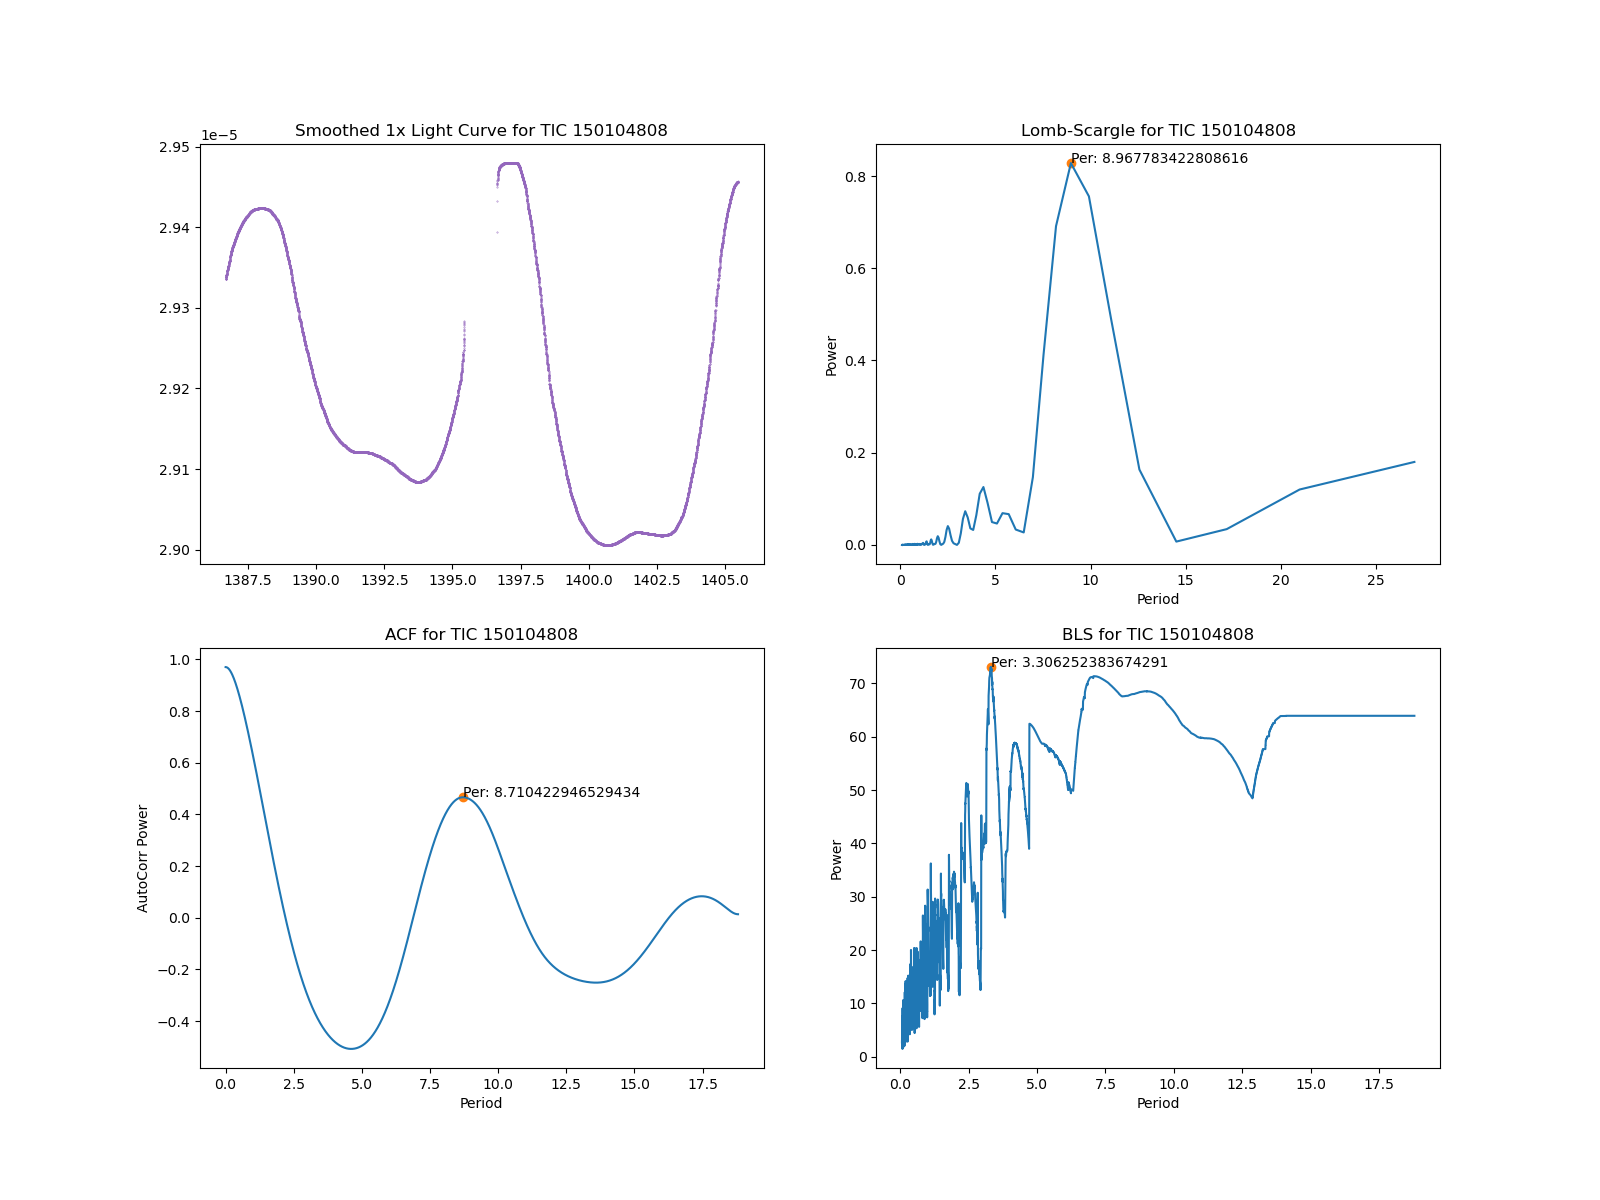 Smoothed 1x Light Curve for TIC 150104808
1e−5
2.95
2.94
2.93
2.92
2.91
2.90
1387.5 1390.0 1392.5 1395.0 1397.5 1400.0 1402.5 1405.0
Lomb-Scargle for TIC 150104808
Per: 8.967783422808616
0.8
0.6
0.4
0.2
0.0
Power
0 5 10 15 20 25
Period
ACF for TIC 150104808
Per: 8.710422946529434
1.0
0.8
0.6
0.4
0.2
0.0
−0.2
−0.4
AutoCorr Power
0.0 2.5 5.0 7.5 10.0 12.5 15.0 17.5
Period
BLS for TIC 150104808
Per: 3.306252383674291
70
60
50
40
30
20
10
0
Power
0.0 2.5 5.0 7.5 10.0 12.5 15.0 17.5
Period